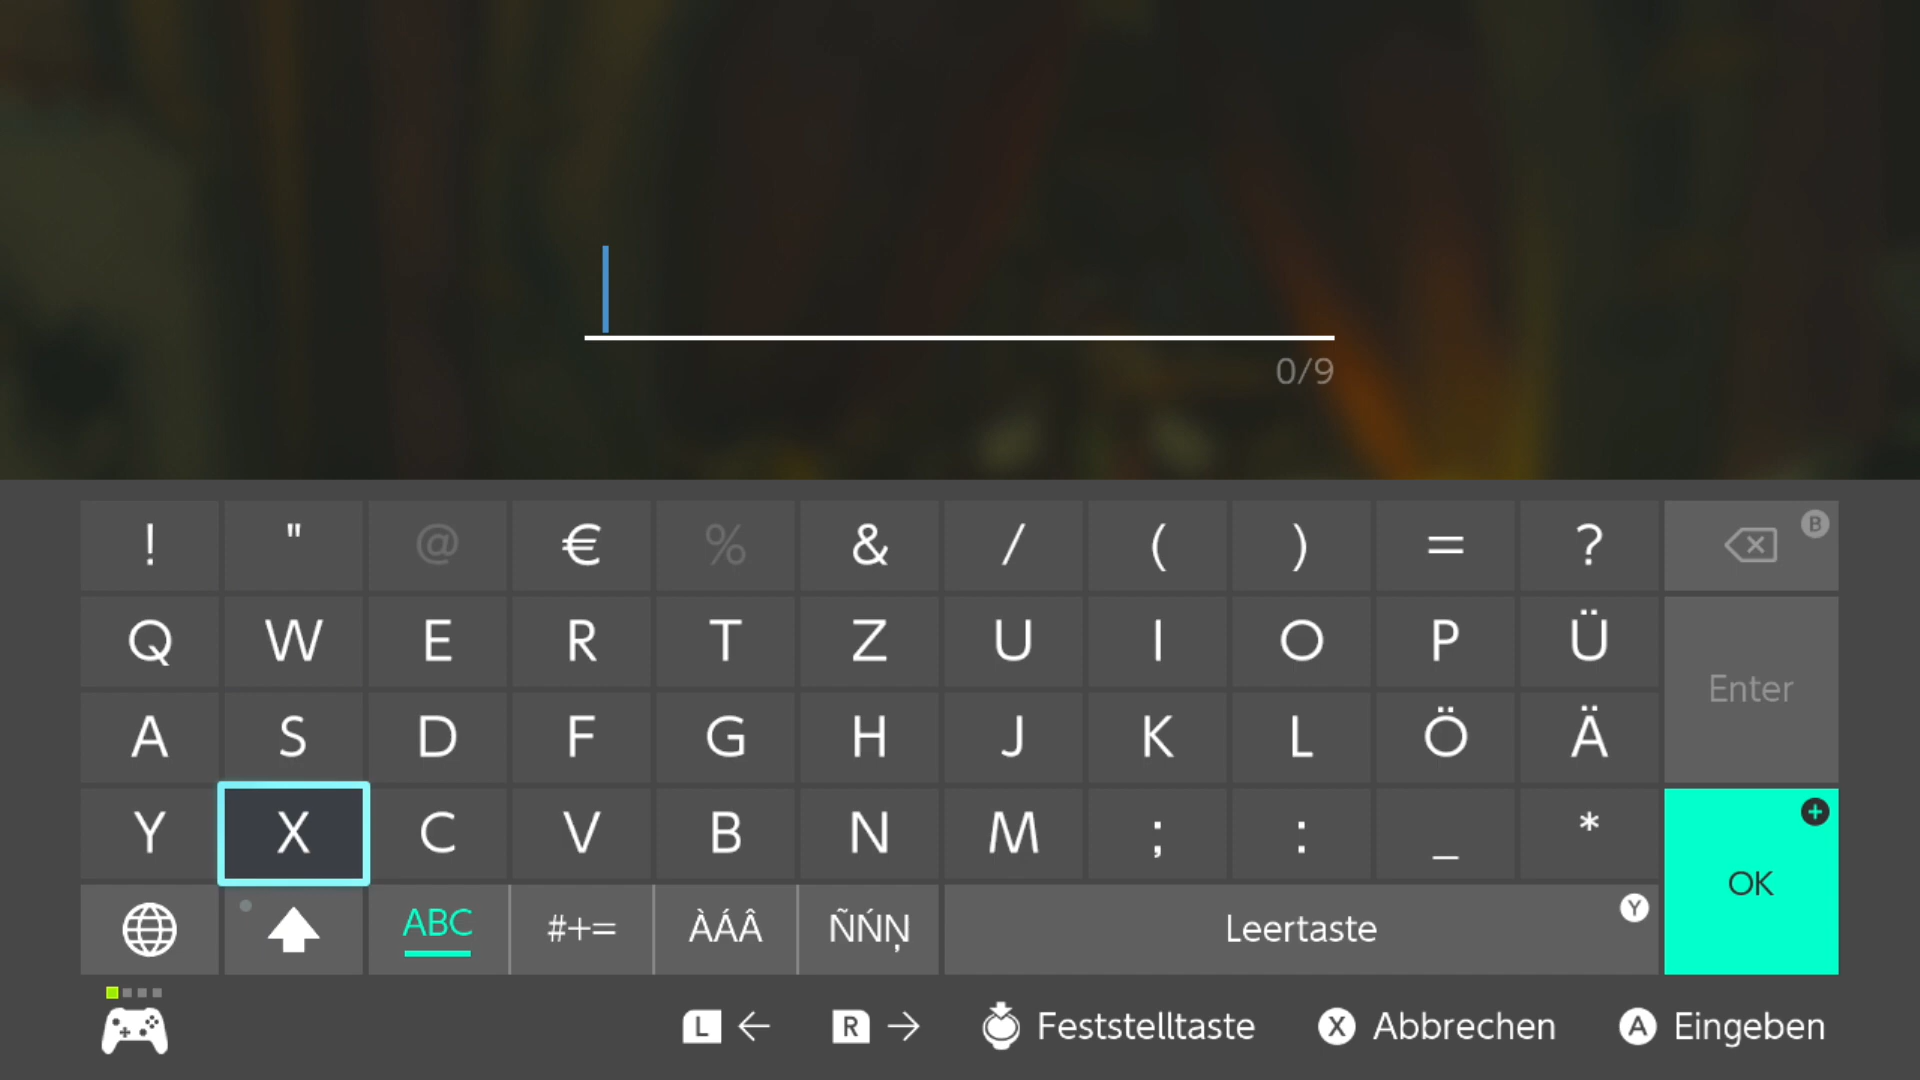 0/9
! " @ € % & / ( ) = ? B
Q W E R T Z U I O P Ü Enter
A S D F G H J K L Ö Ä
Y X C V B N M ; : _ * + OK
ABC #+= ÀÁÂ ÑŃŅ Leertaste Y
L ← R → Feststelltaste X Abbrechen A Eingeben